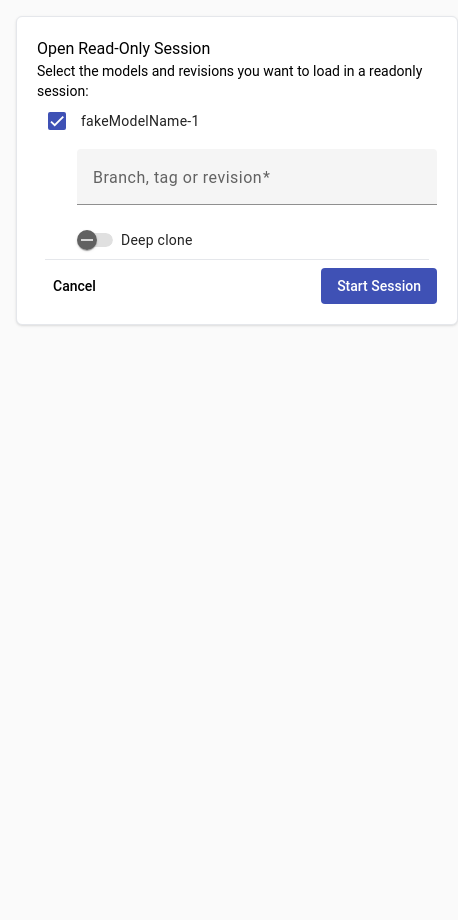 Open Read-Only Session
Select the models and revisions you want to load in a readonly
session:
fakeModelName-1
Branch, tag or revision*
Deep clone
Cancel
Start Session